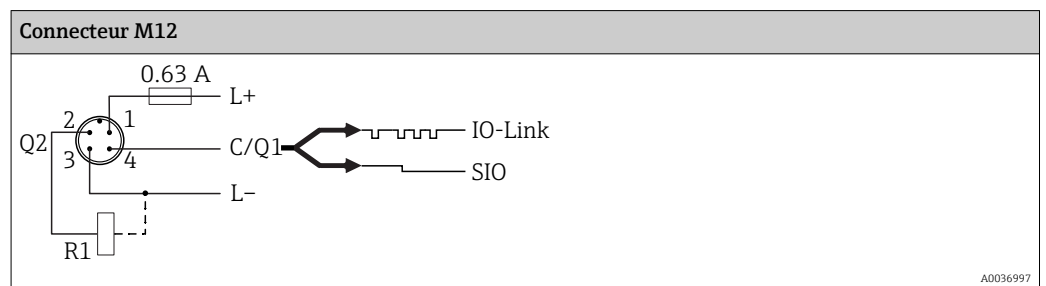 Connecteur M12
0.63 A
L+
2
1
Q2
IO-Link
C/Q1
3
4
SIO
L−
R1
A0036997